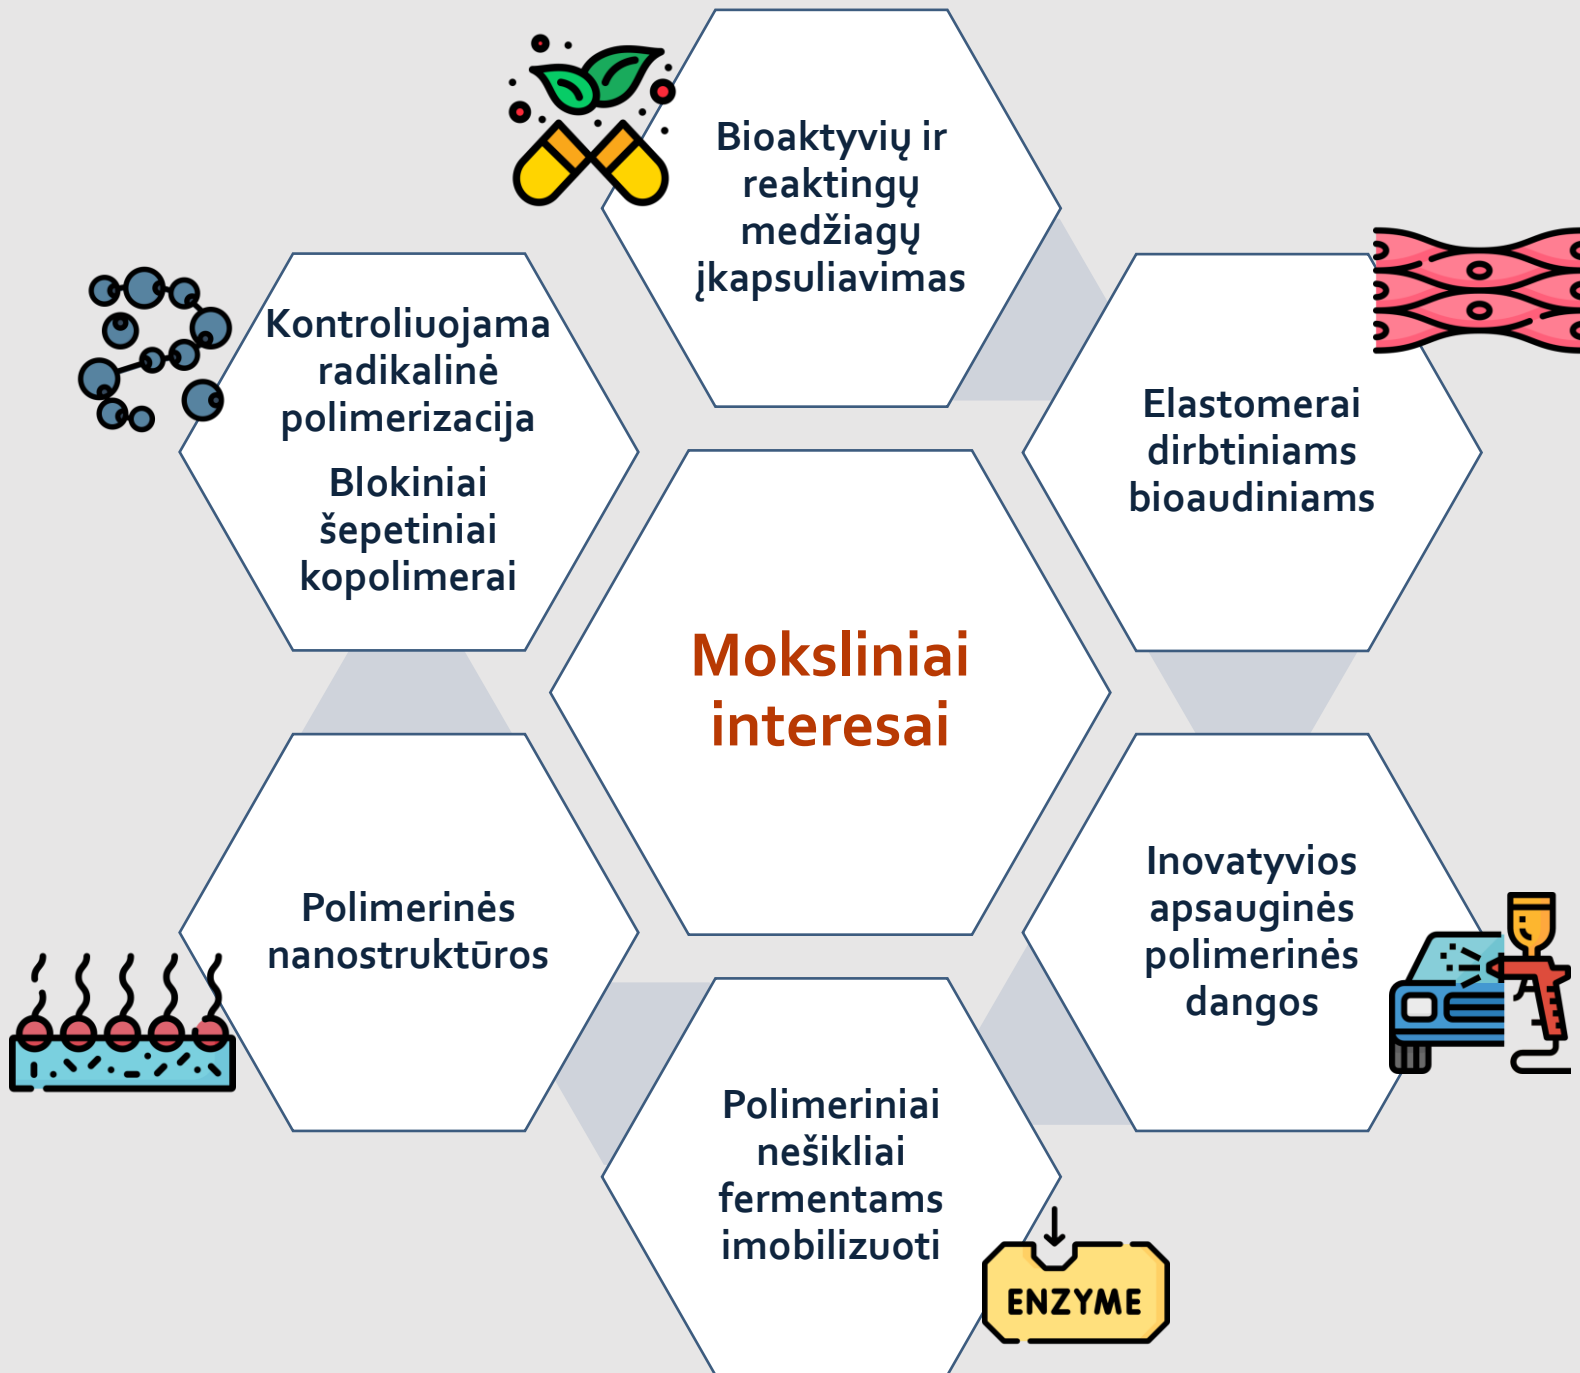 Bioaktyvių ir
reaktingų
medžiagų
įkapsuliavimas
Kontroliuojama
radikalinė
polimerizacija
Blokiniai
šepetiniai
kopolimerai
Elastomerai
dirbtiniams
bioaudiniams
Moksliniai
interesai
Polimerinės
nanostruktūros
Inovatyvios
apsauginės
polimerinės
dangos
Polimeriniai
nešikliai
fermentams
imobilizuoti
ENZYME